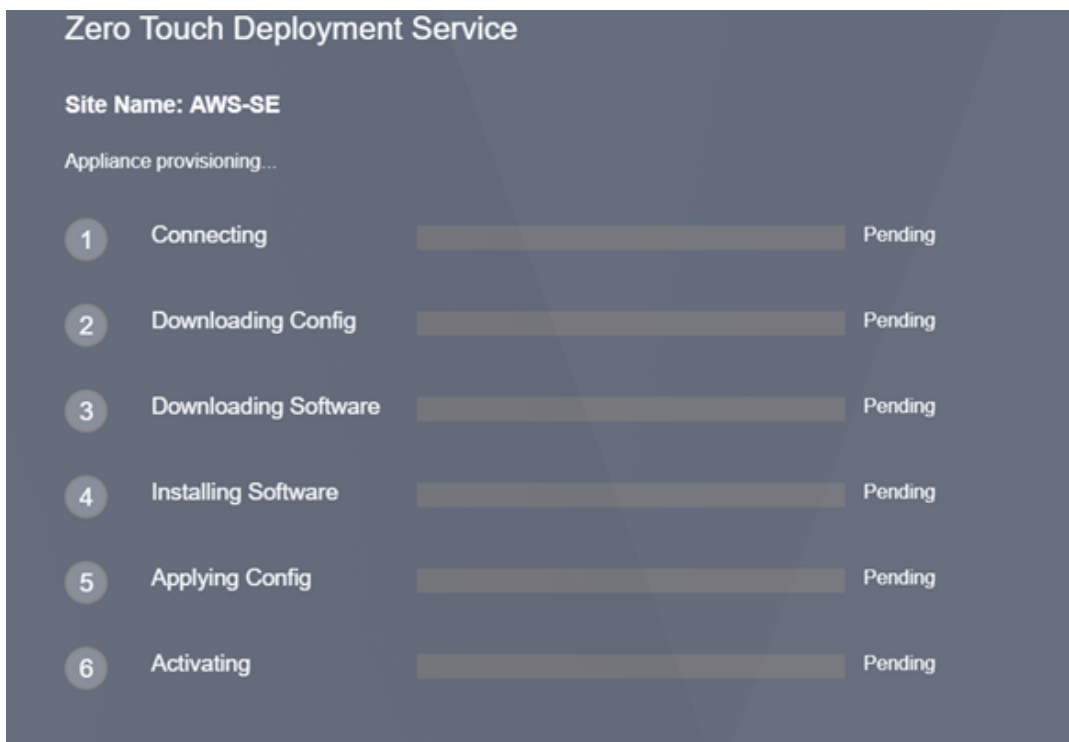 Zero Touch Deployment Service
Site Name: AWS-SE
Appliance provisioning...
1 Connecting Pending
2 Downloading Config Pending
3 Downloading Software Pending
4 Installing Software Pending
5 Applying Config Pending
6 Activating Pending